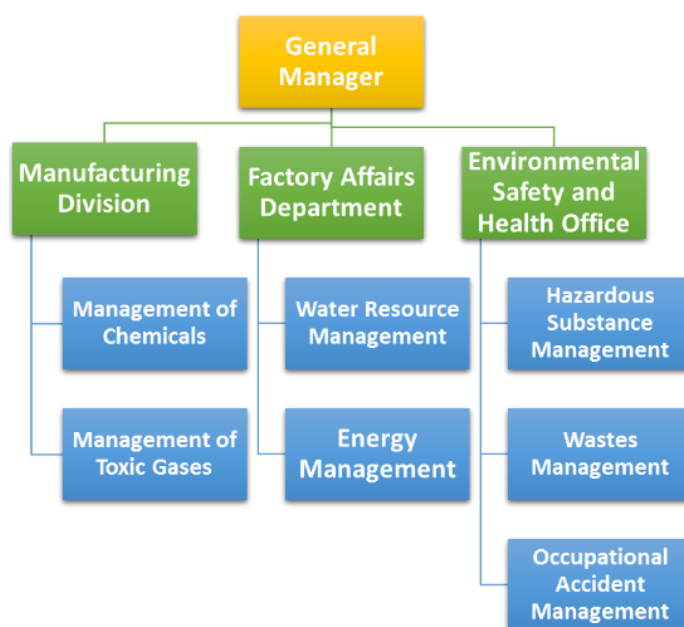 General
Manager
Manufacturing
Division
Factory Affairs
Department
Environmental
Safety and
Health Office
Management of
Chemicals
Water Resource
Management
Hazardous
Substance
Management
Management of
Toxic Gases
Energy
Management
Wastes
Management
Occupational
Accident
Management